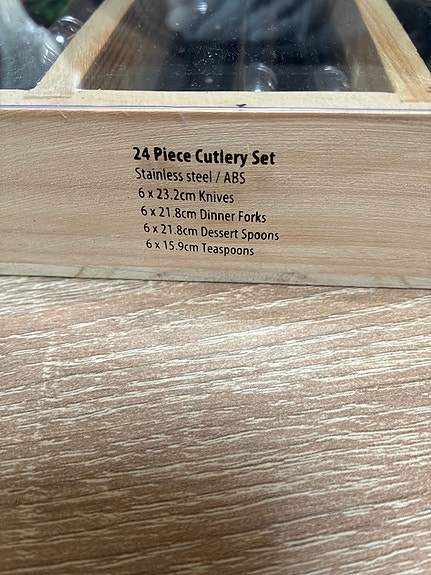 24 Piece Cutlery Set
Stainless steel / ABS
6 x 23.2cm Knives
6 x 21.8cm Dinner Forks
6 x 21.8cm Dessert Spoons
6 x 15.9cm Teaspoons